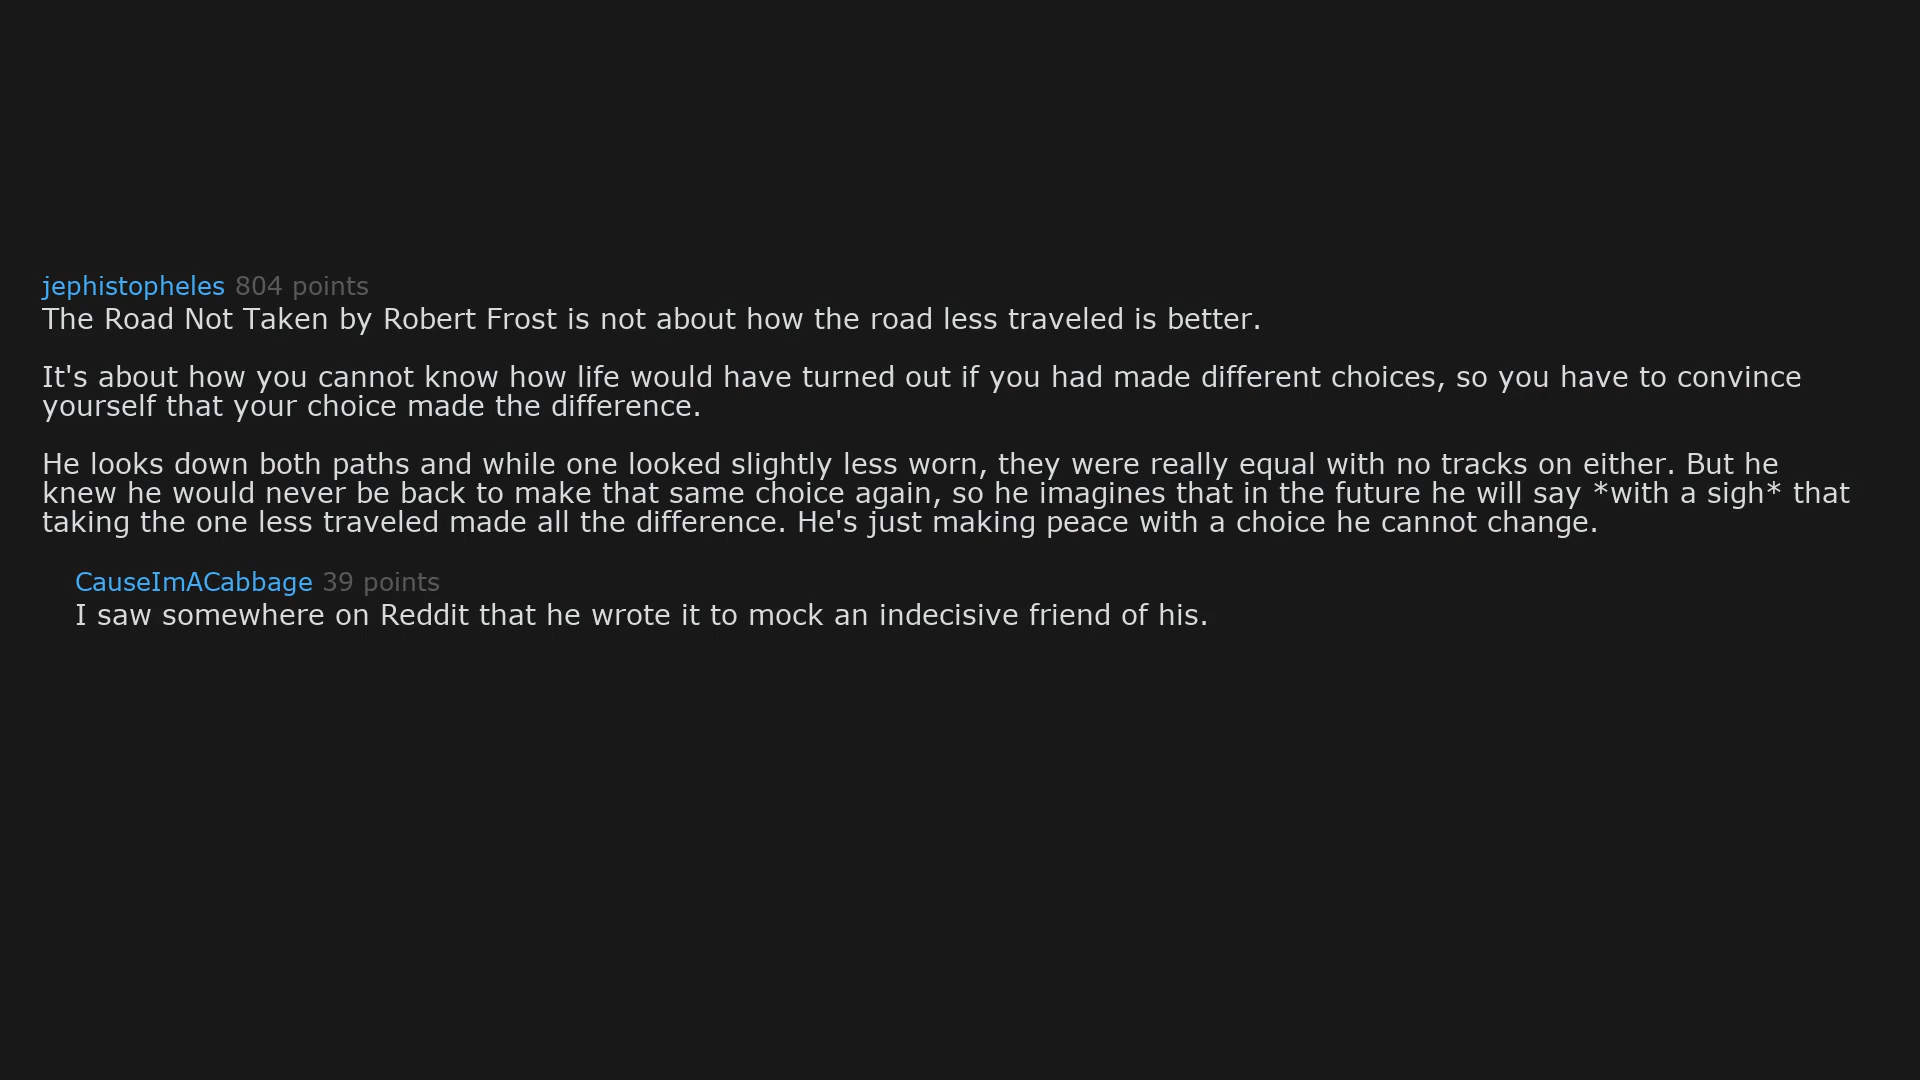 jephistopheles 804 points
The Road Not Taken by Robert Frost is not about how the road less traveled is better.
It's about how you cannot know how life would have turned out if you had made different choices, so you have to convince
yourself that your choice made the difference.
He looks down both paths and while one looked slightly less worn, they were really equal with no tracks on either. But he
knew he would never be back to make that same choice again, so he imagines that in the future he will say *with a sigh* that
taking the one less traveled made all the difference. He's just making peace with a choice he cannot change.
CauseImACabbage 39 points
I saw somewhere on Reddit that he wrote it to mock an indecisive friend of his.